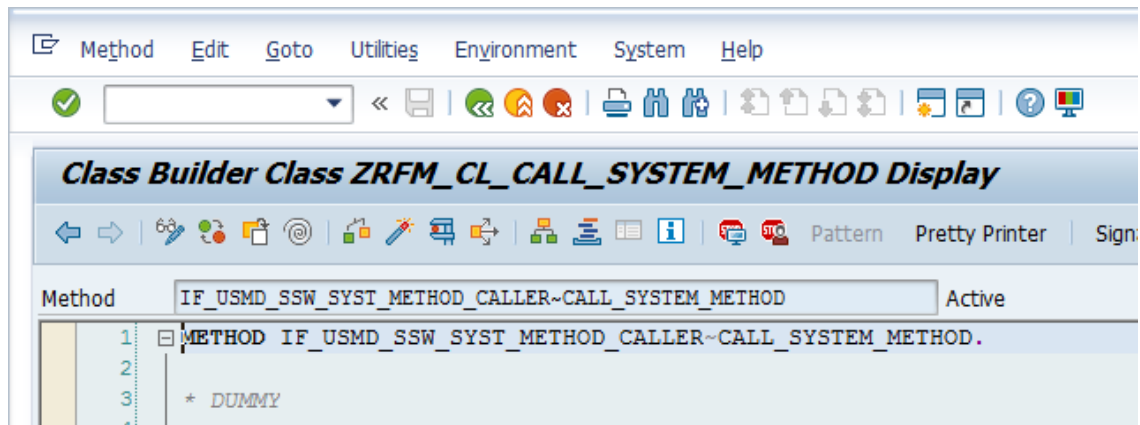 Method Edit Goto Utilities Environment System Help
Class Builder Class ZRFM_CL_CALL_SYSTEM_METHOD Display
Pattern Pretty Printer
Method IF_USMD_SSW_SYST_METHOD_CALLER~CALL_SYSTEM_METHOD Active
1 METHOD IF_USMD_SSW_SYST_METHOD_CALLER~CALL_SYSTEM_METHOD.
2
3 * DUMMY